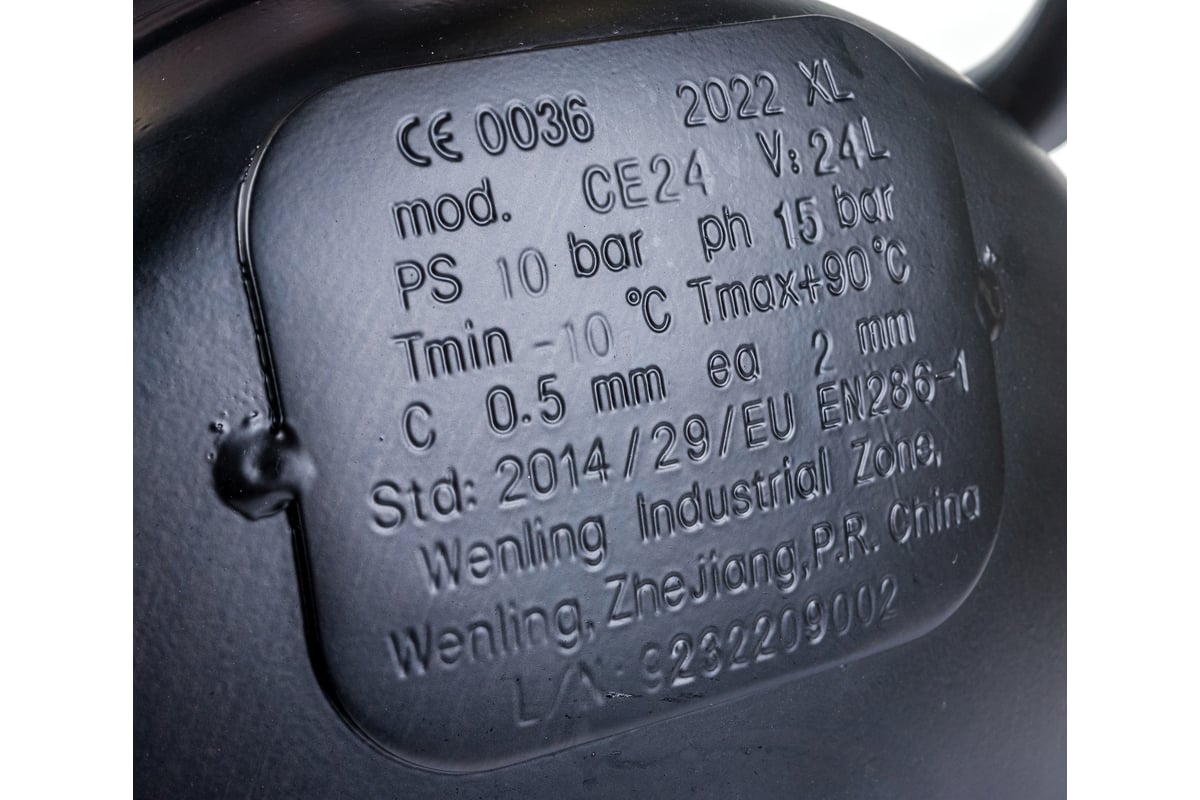 CE 0036 2022 XL
mod. CE24 V: 24L
PS 10 bar ph 15 bar
Tmin -10 °C Tmax+90°C
C 0.5 mm ea 2 mm
Std: 2014/29/EU EN286-1
Wenling Industrial Zone,
Wenling, ZheJiang, P.R. China
L/N: 9232209002